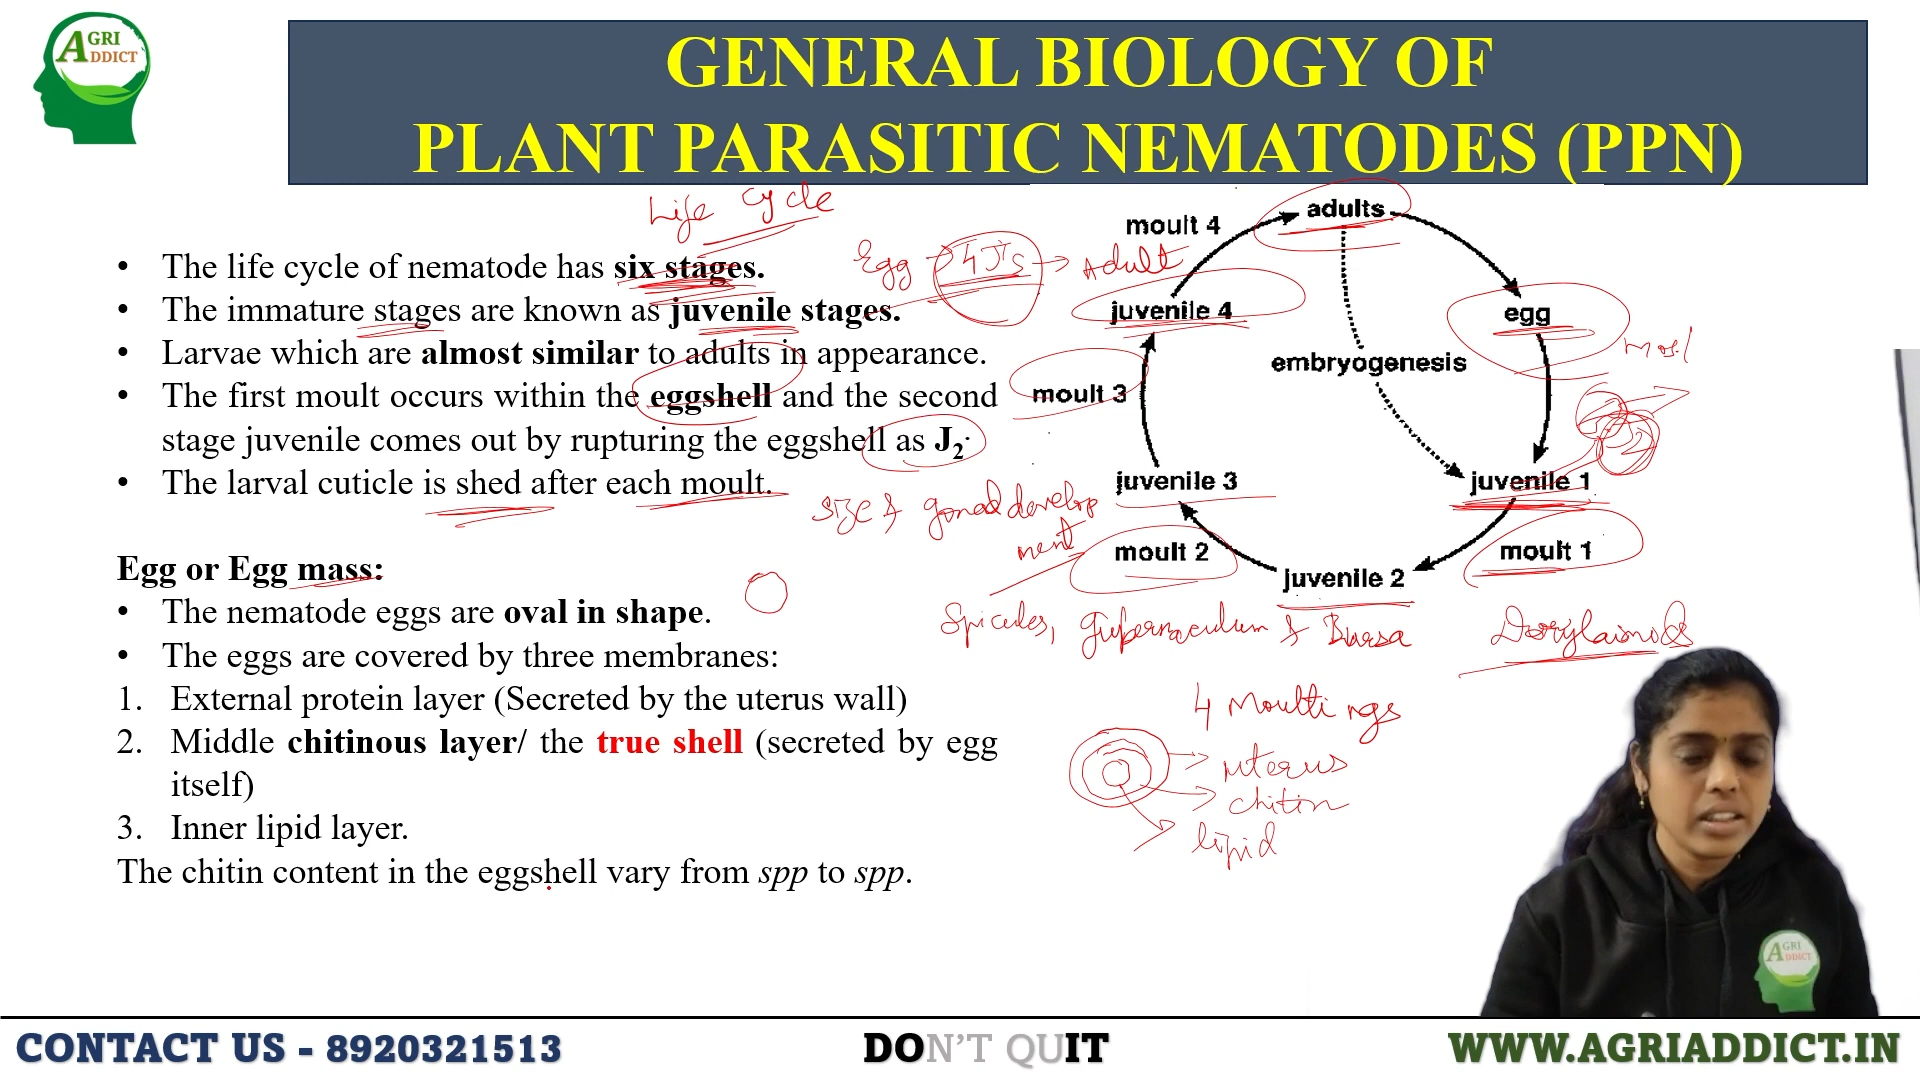 AGRI
ADDICT
GENERAL BIOLOGY OF
PLANT PARASITIC NEMATODES (PPN)
Life Cycle
• The life cycle of nematode has six stages.
• The immature stages are known as juvenile stages.
• Larvae which are almost similar to adults in appearance.
• The first moult occurs within the eggshell and the second
stage juvenile comes out by rupturing the eggshell as J2.
• The larval cuticle is shed after each moult.
Egg or Egg mass:
• The nematode eggs are oval in shape.
• The eggs are covered by three membranes:
1. External protein layer (Secreted by the uterus wall)
2. Middle chitinous layer/ the true shell (secreted by egg
itself)
3. Inner lipid layer.
The chitin content in the eggshell vary from spp to spp.
Egg → 4 J's → Adult
adults
moult 4
juvenile 4
egg
embryogenesis
moult 3
juvenile 3
juvenile 1
moult 2
moult 1
juvenile 2
size & gonad develop
ment
Spicules, gubernaculum & Bursa
Dorylaimods
4 Moultings
uterus
chitin
lipid
AGRI
ADDICT
CONTACT US - 8920321513
DON'T QUIT
WWW.AGRIADDICT.IN